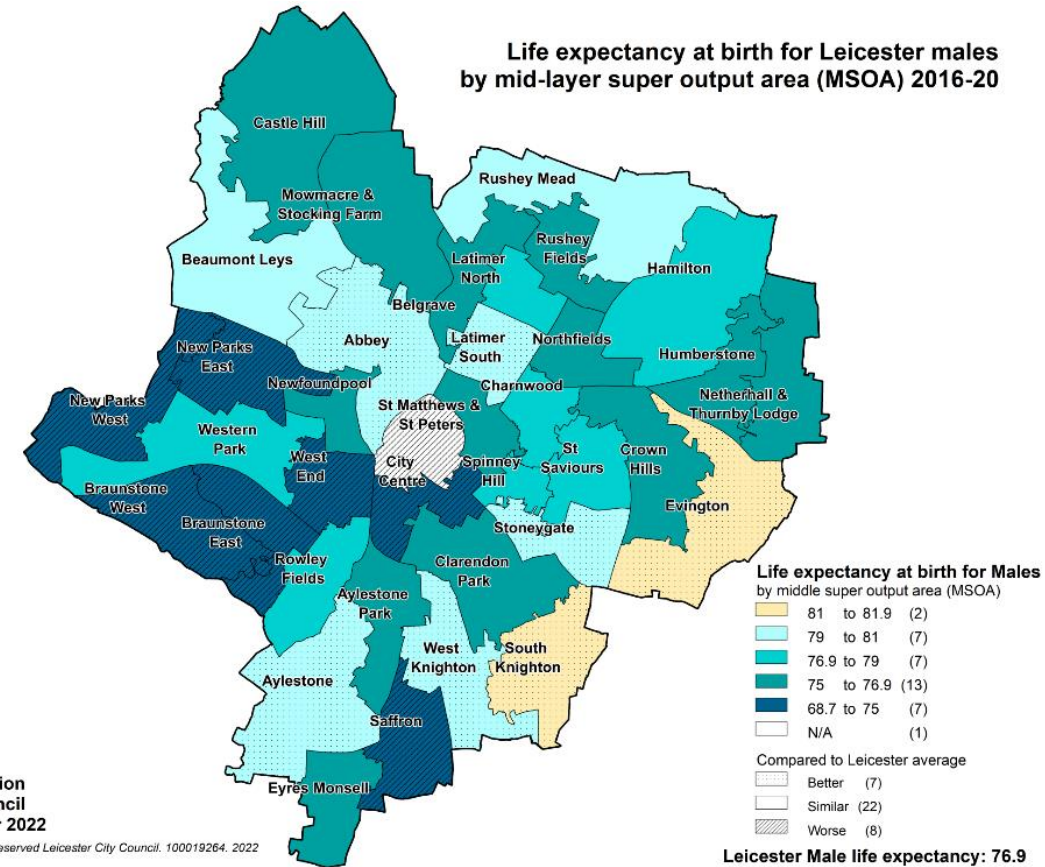 Life expectancy at birth for Leicester males
by mid-layer super output area (MSOA) 2016-20
Castle Hill
Mowmacre &
Stocking Farm
Rushey Mead
Rushey
Fields
Beaumont Leys
Latimer
North
Hamilton
Belgrave
Abbey
Latimer
South
Northfields
New Parks
East
Humberstone
Newfoundpool
Charnwood
New Parks
West
St Matthews &
St Peters
Netherhall &
Thurnby Lodge
Western
Park
West
End
City
Centre
Spinney
Hill
St
Saviours
Crown
Hills
Braunstone
West
Braunstone
East
Evington
Stoneygate
Rowley
Fields
Clarendon
Park
Aylestone
Park
West
Knighton
South
Knighton
Aylestone
Saffron
Eyres Monsell
Life expectancy at birth for Males
by middle super output area (MSOA)
81 to 81.9 (2)
79 to 81 (7)
76.9 to 79 (7)
75 to 76.9 (13)
68.7 to 75 (7)
N/A (1)
Compared to Leicester average
Better (7)
Similar (22)
Worse (8)
Leicester Male life expectancy: 76.9
2022
Leicester City Council. 100019264. 2022